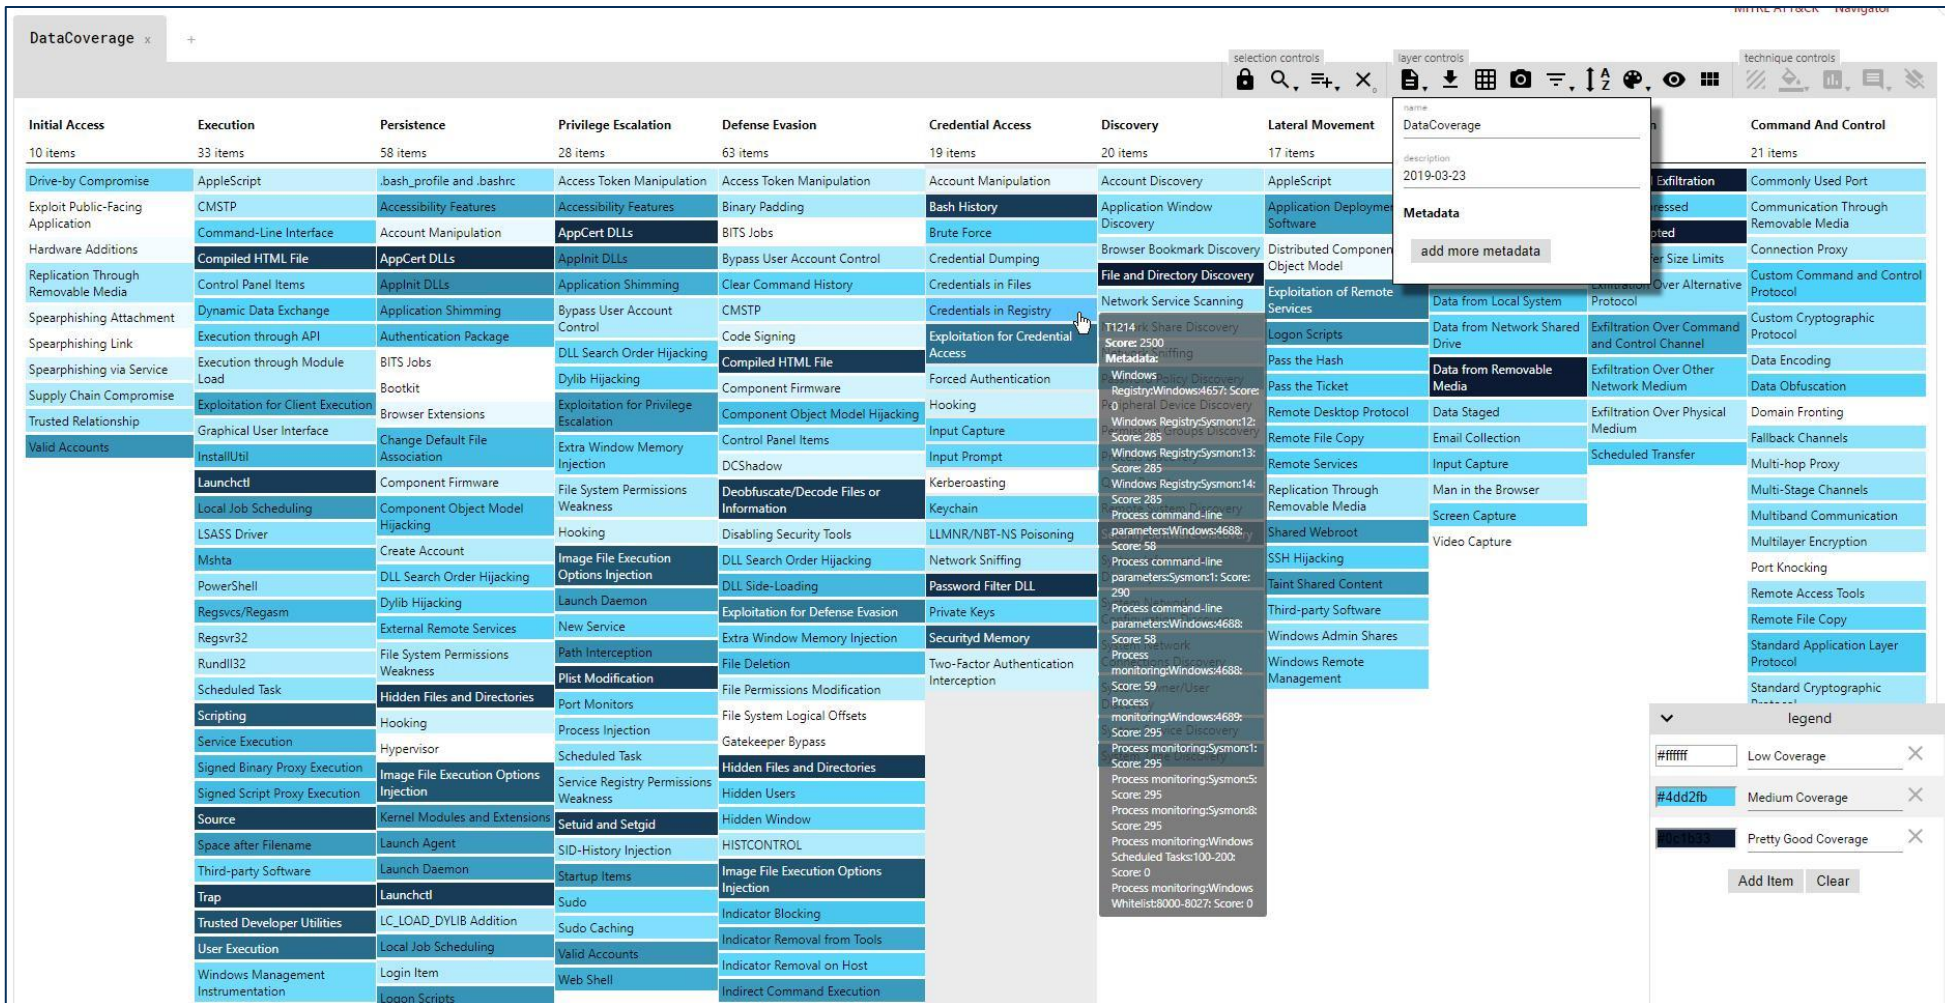 MITRE ATT&CK Navigator
DataCoverage x +
selection controls
layer controls
technique controls
Initial Access
10 items
Drive-by Compromise
Exploit Public-Facing
Application
Hardware Additions
Replication Through
Removable Media
Spearphishing Attachment
Spearphishing Link
Spearphishing via Service
Supply Chain Compromise
Trusted Relationship
Valid Accounts
Execution
33 items
AppleScript
CMSTP
Command-Line Interface
Compiled HTML File
Control Panel Items
Dynamic Data Exchange
Execution through API
Execution through Module
Load
Exploitation for Client Execution
Graphical User Interface
InstallUtil
Launchctl
Local Job Scheduling
LSASS Driver
Mshta
PowerShell
Regsvcs/Regasm
Regsvr32
Rundll32
Scheduled Task
Scripting
Service Execution
Signed Binary Proxy Execution
Signed Script Proxy Execution
Source
Space after Filename
Third-party Software
Trap
Trusted Developer Utilities
User Execution
Windows Management
Instrumentation
Persistence
58 items
.bash_profile and .bashrc
Accessibility Features
Account Manipulation
AppCert DLLs
AppInit DLLs
Application Shimming
Authentication Package
BITS Jobs
Bootkit
Browser Extensions
Change Default File
Association
Component Firmware
Component Object Model
Hijacking
Create Account
DLL Search Order Hijacking
Dylib Hijacking
External Remote Services
File System Permissions
Weakness
Hidden Files and Directories
Hooking
Hypervisor
Image File Execution Options
Injection
Kernel Modules and Extensions
Launch Agent
Launch Daemon
Launchctl
LC_LOAD_DYLIB Addition
Local Job Scheduling
Login Item
Logon Scripts
Privilege Escalation
28 items
Access Token Manipulation
Accessibility Features
AppCert DLLs
AppInit DLLs
Application Shimming
Bypass User Account
Control
DLL Search Order Hijacking
Dylib Hijacking
Exploitation for Privilege
Escalation
Extra Window Memory
Injection
File System Permissions
Weakness
Hooking
Image File Execution
Options Injection
Launch Daemon
New Service
Path Interception
Plist Modification
Port Monitors
Process Injection
Scheduled Task
Service Registry Permissions
Weakness
Setuid and Setgid
SID-History Injection
Startup Items
Sudo
Sudo Caching
Valid Accounts
Web Shell
Defense Evasion
63 items
Access Token Manipulation
Binary Padding
BITS Jobs
Bypass User Account Control
Clear Command History
CMSTP
Code Signing
Compiled HTML File
Component Firmware
Component Object Model Hijacking
Control Panel Items
DCShadow
Deobfuscate/Decode Files or
Information
Disabling Security Tools
DLL Search Order Hijacking
DLL Side-Loading
Exploitation for Defense Evasion
Extra Window Memory Injection
File Deletion
File Permissions Modification
File System Logical Offsets
Gatekeeper Bypass
Hidden Files and Directories
Hidden Users
Hidden Window
HISTCONTROL
Image File Execution Options
Injection
Indicator Blocking
Indicator Removal from Tools
Indicator Removal on Host
Indirect Command Execution
Credential Access
19 items
Account Manipulation
Bash History
Brute Force
Credential Dumping
Credentials in Files
Credentials in Registry
Exploitation for Credential
Access
Forced Authentication
Hooking
Input Capture
Input Prompt
Kerberoasting
Keychain
LLMNR/NBT-NS Poisoning
Network Sniffing
Password Filter DLL
Private Keys
Securityd Memory
Two-Factor Authentication
Interception
Discovery
20 items
Account Discovery
Application Window
Discovery
Browser Bookmark Discovery
File and Directory Discovery
Network Service Scanning
T1214
Score: 2500
Metadata:
Windows
Registry:Windows:4657: Score:
0
Windows Registry:Sysmon:12:
Score: 285
Windows Registry:Sysmon:13:
Score: 285
Windows Registry:Sysmon:14:
Score: 285
Process command-line
parameters:Windows:4688:
Score: 58
Process command-line
parameters:Sysmon:1: Score:
290
Process command-line
parameters:Windows:4688:
Score: 58
Process
monitoring:Windows:4688:
Score: 59
Process
monitoring:Windows:4689:
Score: 295
Process monitoring:Sysmon:1:
Score: 295
Process monitoring:Sysmon:5:
Score: 295
Process monitoring:Sysmon:8:
Score: 295
Process monitoring:Windows
Scheduled Tasks:100-200:
Score: 0
Process monitoring:Windows
Whitelist:8000-8027: Score: 0
Lateral Movement
17 items
AppleScript
Application Deployme
Software
Distributed Componen
Object Model
Exploitation of Remote
Services
Logon Scripts
Pass the Hash
Pass the Ticket
Remote Desktop Protocol
Remote File Copy
Remote Services
Replication Through
Removable Media
Shared Webroot
SSH Hijacking
Taint Shared Content
Third-party Software
Windows Admin Shares
Windows Remote
Management
name
DataCoverage
description
2019-03-23
Metadata
add more metadata
Data from Local System
Data from Network Shared
Drive
Data from Removable
Media
Data Staged
Email Collection
Input Capture
Man in the Browser
Screen Capture
Video Capture
n
Exfiltration
ressed
pted
fer Size Limits
Exfiltration Over Alternative
Protocol
Exfiltration Over Command
and Control Channel
Exfiltration Over Other
Network Medium
Exfiltration Over Physical
Medium
Scheduled Transfer
Command And Control
21 items
Commonly Used Port
Communication Through
Removable Media
Connection Proxy
Custom Command and Control
Protocol
Custom Cryptographic
Protocol
Data Encoding
Data Obfuscation
Domain Fronting
Fallback Channels
Multi-hop Proxy
Multi-Stage Channels
Multiband Communication
Multilayer Encryption
Port Knocking
Remote Access Tools
Remote File Copy
Standard Application Layer
Protocol
Standard Cryptographic
Protocol
legend
#ffffff Low Coverage
#4dd2fb Medium Coverage
#0c1b33 Pretty Good Coverage
Add Item Clear